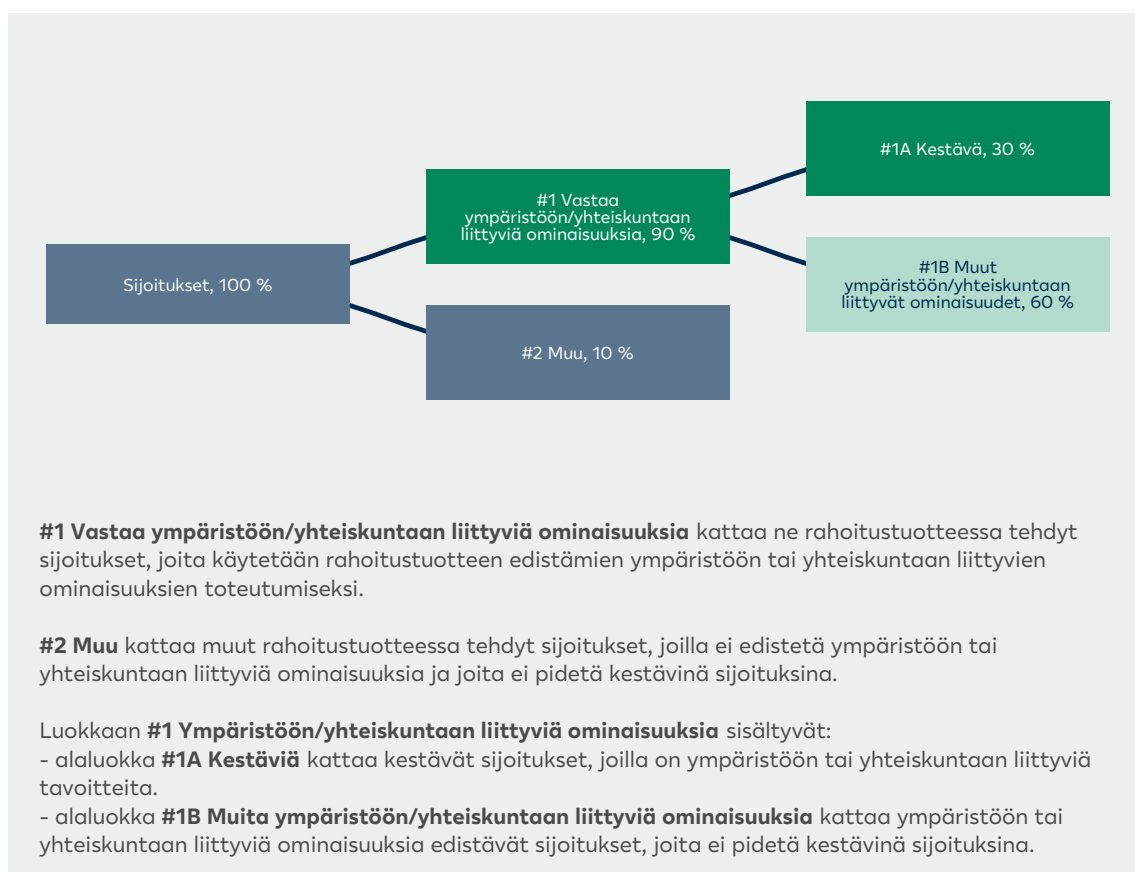 #1A Kestävä, 30 %
#1 Vastaa
ympäristöön/yhteiskuntaan
liittyviä ominaisuuksia, 90 %
Sijoitukset, 100 %
#1B Muut
ympäristöön/yhteiskuntaan
liittyvät ominaisuudet, 60 %
#2 Muu, 10 %
#1 Vastaa ympäristöön/yhteiskuntaan liittyviä ominaisuuksia kattaa ne rahoitustuotteessa tehdyt
sijoitukset, joita käytetään rahoitustuotteen edistämien ympäristöön tai yhteiskuntaan liittyvien
ominaisuuksien toteutumiseksi.
#2 Muu kattaa muut rahoitustuotteessa tehdyt sijoitukset, joilla ei edistetä ympäristöön tai
yhteiskuntaan liittyviä ominaisuuksia ja joita ei pidetä kestävinä sijoituksina.
Luokkaan #1 Ympäristöön/yhteiskuntaan liittyviä ominaisuuksia sisältyvät:
- alaluokka #1A Kestäviä kattaa kestävät sijoitukset, joilla on ympäristöön tai yhteiskuntaan liittyviä
tavoitteita.
- alaluokka #1B Muita ympäristöön/yhteiskuntaan liittyviä ominaisuuksia kattaa ympäristöön tai
yhteiskuntaan liittyviä ominaisuuksia edistävät sijoitukset, joita ei pidetä kestävinä sijoituksina.